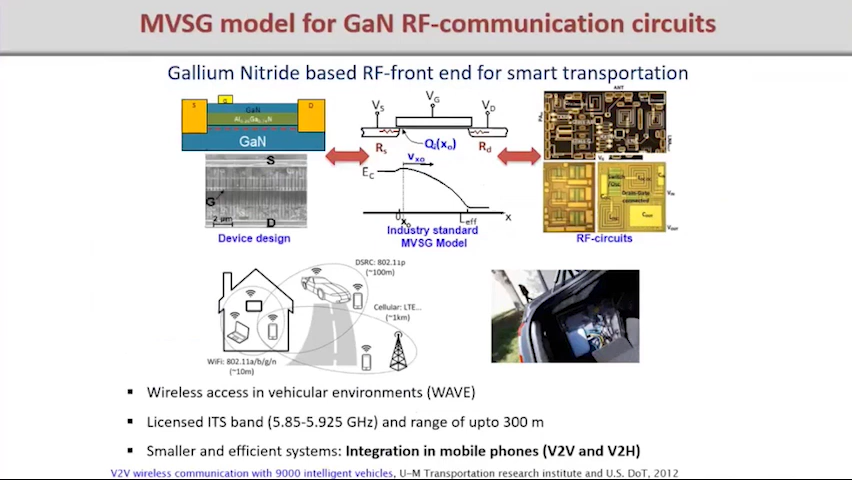 MVSG model for GaN RF-communication circuits
Gallium Nitride based RF-front end for smart transportation
S
G
D
GaN
GaN
S
G
2 μm
D
Device design
V_S
V_G
V_D
R_s
Q_i(x_o)
R_d
v_xo
E_C
0
x_o
L_eff
x
Industry standard
MVSG Model
ANT
RF-circuits
DSRC: 802.11p
(~100m)
Cellular: LTE...
(~1km)
WiFi: 802.11a/b/g/n
(~10m)
▪ Wireless access in vehicular environments (WAVE)
▪ Licensed ITS band (5.85-5.925 GHz) and range of upto 300 m
▪ Smaller and efficient systems: Integration in mobile phones (V2V and V2H)
V2V wireless communication with 9000 intelligent vehicles, U-M Transportation research institute and U.S. DoT, 2012